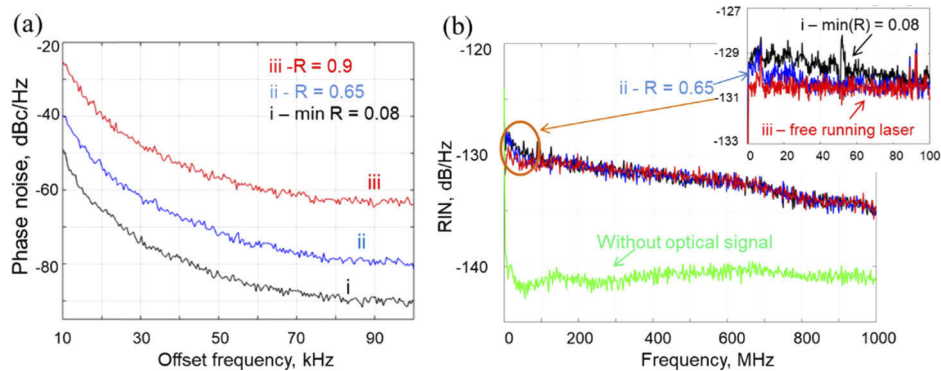 (a)
Phase noise, dBc/Hz
-20
-40
-60
-80
iii -R = 0.9
ii - R = 0.65
i – min R = 0.08
iii
ii
i
10 30 50 70 90
Offset frequency, kHz
(b)
RIN, dB/Hz
-120
-130
-140
ii - R = 0.65
Without optical signal
0 200 400 600 800 1000
Frequency, MHz
-127
-129
-131
-133
i – min(R) = 0.08
iii – free running laser
0 20 40 60 80 100